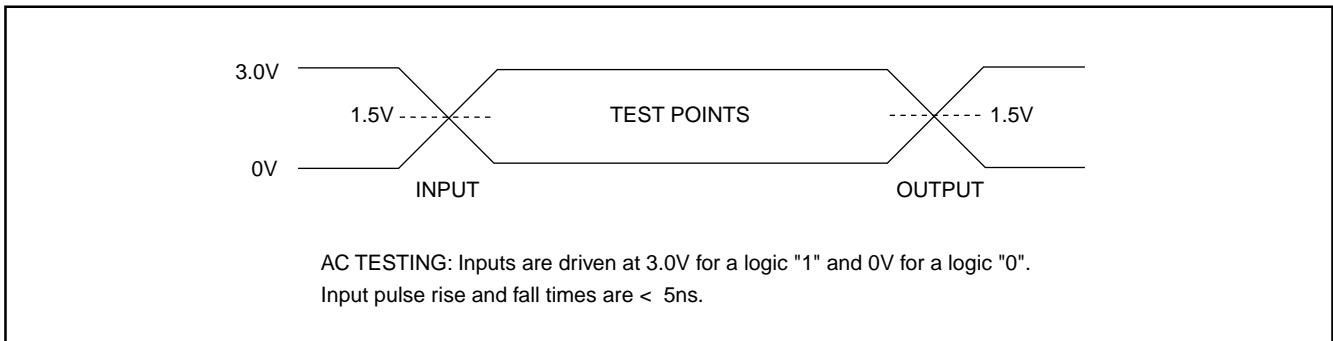 3.0V
1.5V
TEST POINTS
1.5V
0V
INPUT
OUTPUT
AC TESTING: Inputs are driven at 3.0V for a logic "1" and 0V for a logic "0".
Input pulse rise and fall times are < 5ns.